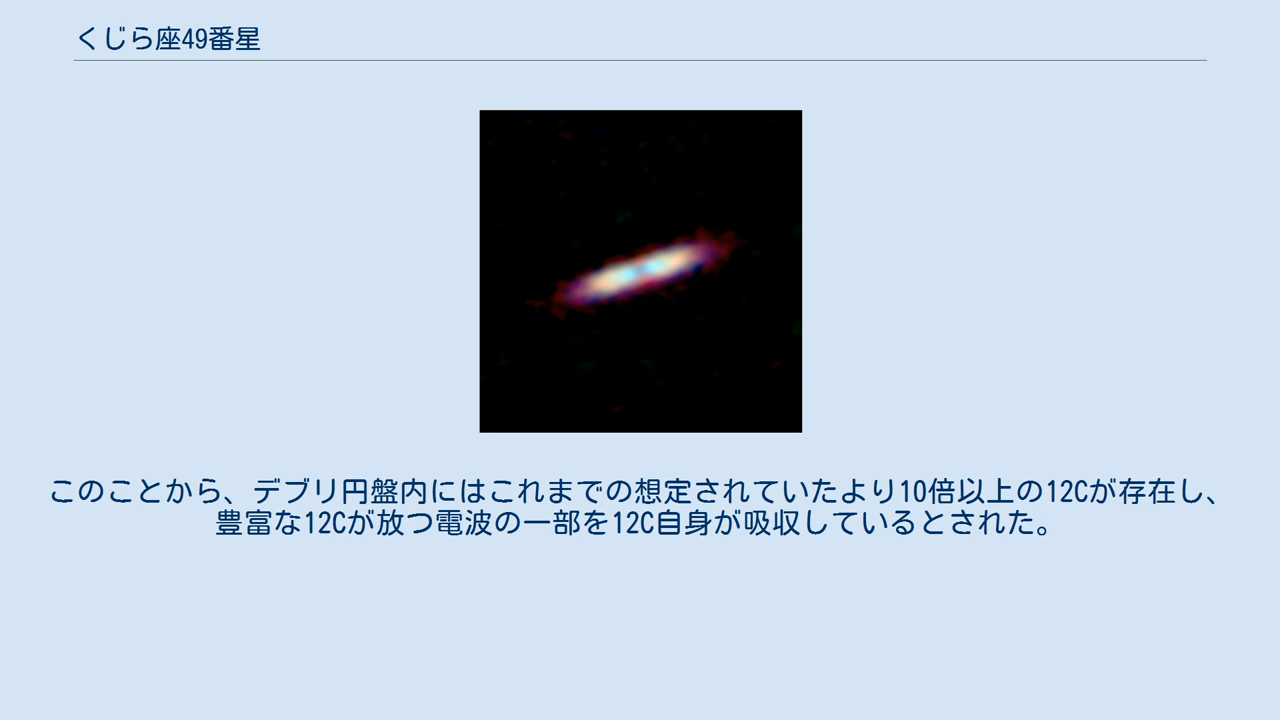 くじら座49番星
このことから、デブリ円盤内にはこれまでの想定されていたより10倍以上の12Cが存在し、
豊富な12Cが放つ電波の一部を12C自身が吸収しているとされた。